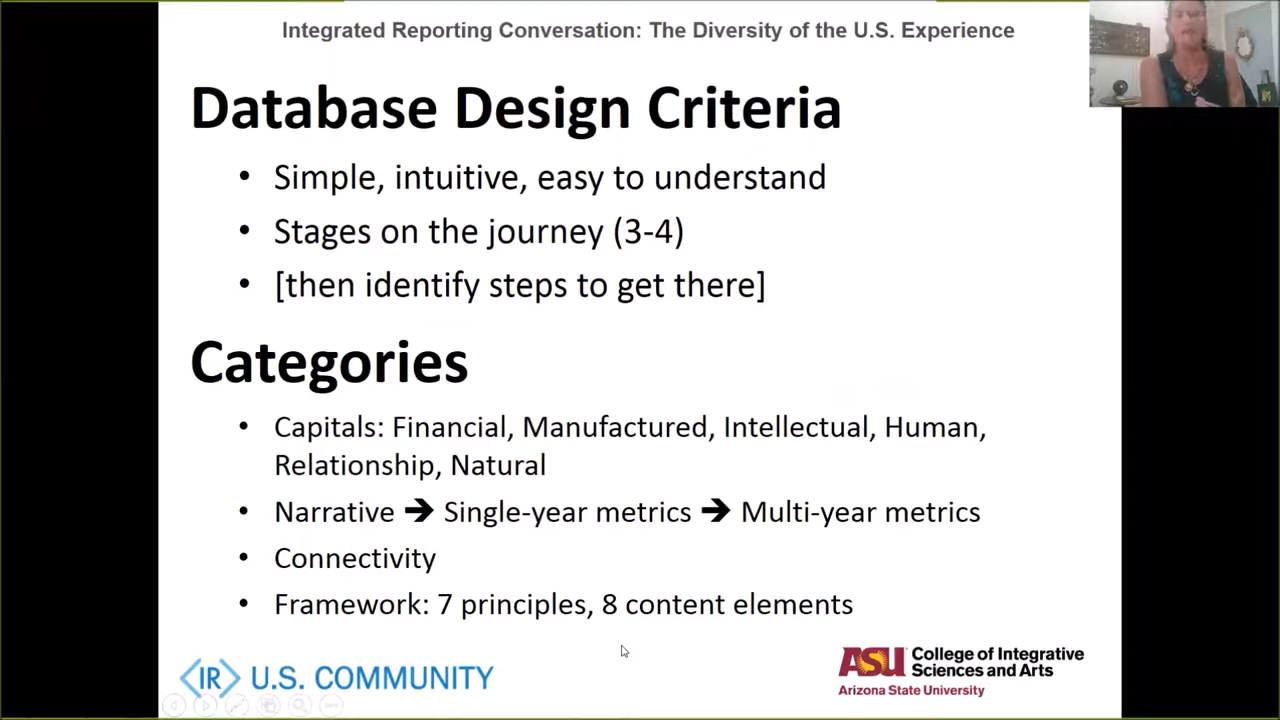 Integrated Reporting Conversation: The Diversity of the U.S. Experience
Database Design Criteria
• Simple, intuitive, easy to understand
• Stages on the journey (3-4)
• [then identify steps to get there]
Categories
• Capitals: Financial, Manufactured, Intellectual, Human,
Relationship, Natural
• Narrative ➔ Single-year metrics ➔ Multi-year metrics
• Connectivity
• Framework: 7 principles, 8 content elements
⟨IR⟩ U.S. COMMUNITY
ASU College of Integrative
Sciences and Arts
Arizona State University